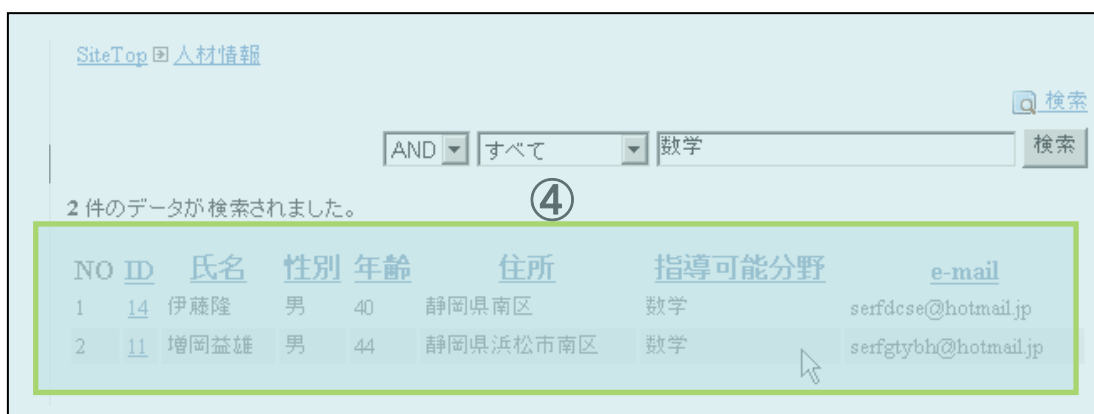 SiteTop 人材情報
検索
AND すべて 数学 検索
④
2 件のデータが検索されました。
NO ID 氏名 性別 年齢 住所 指導可能分野 e-mail
1 14 伊藤隆 男 40 静岡県南区 数学 serfdcse@hotmail.jp
2 11 増岡益雄 男 44 静岡県浜松市南区 数学 serfgtybh@hotmail.jp